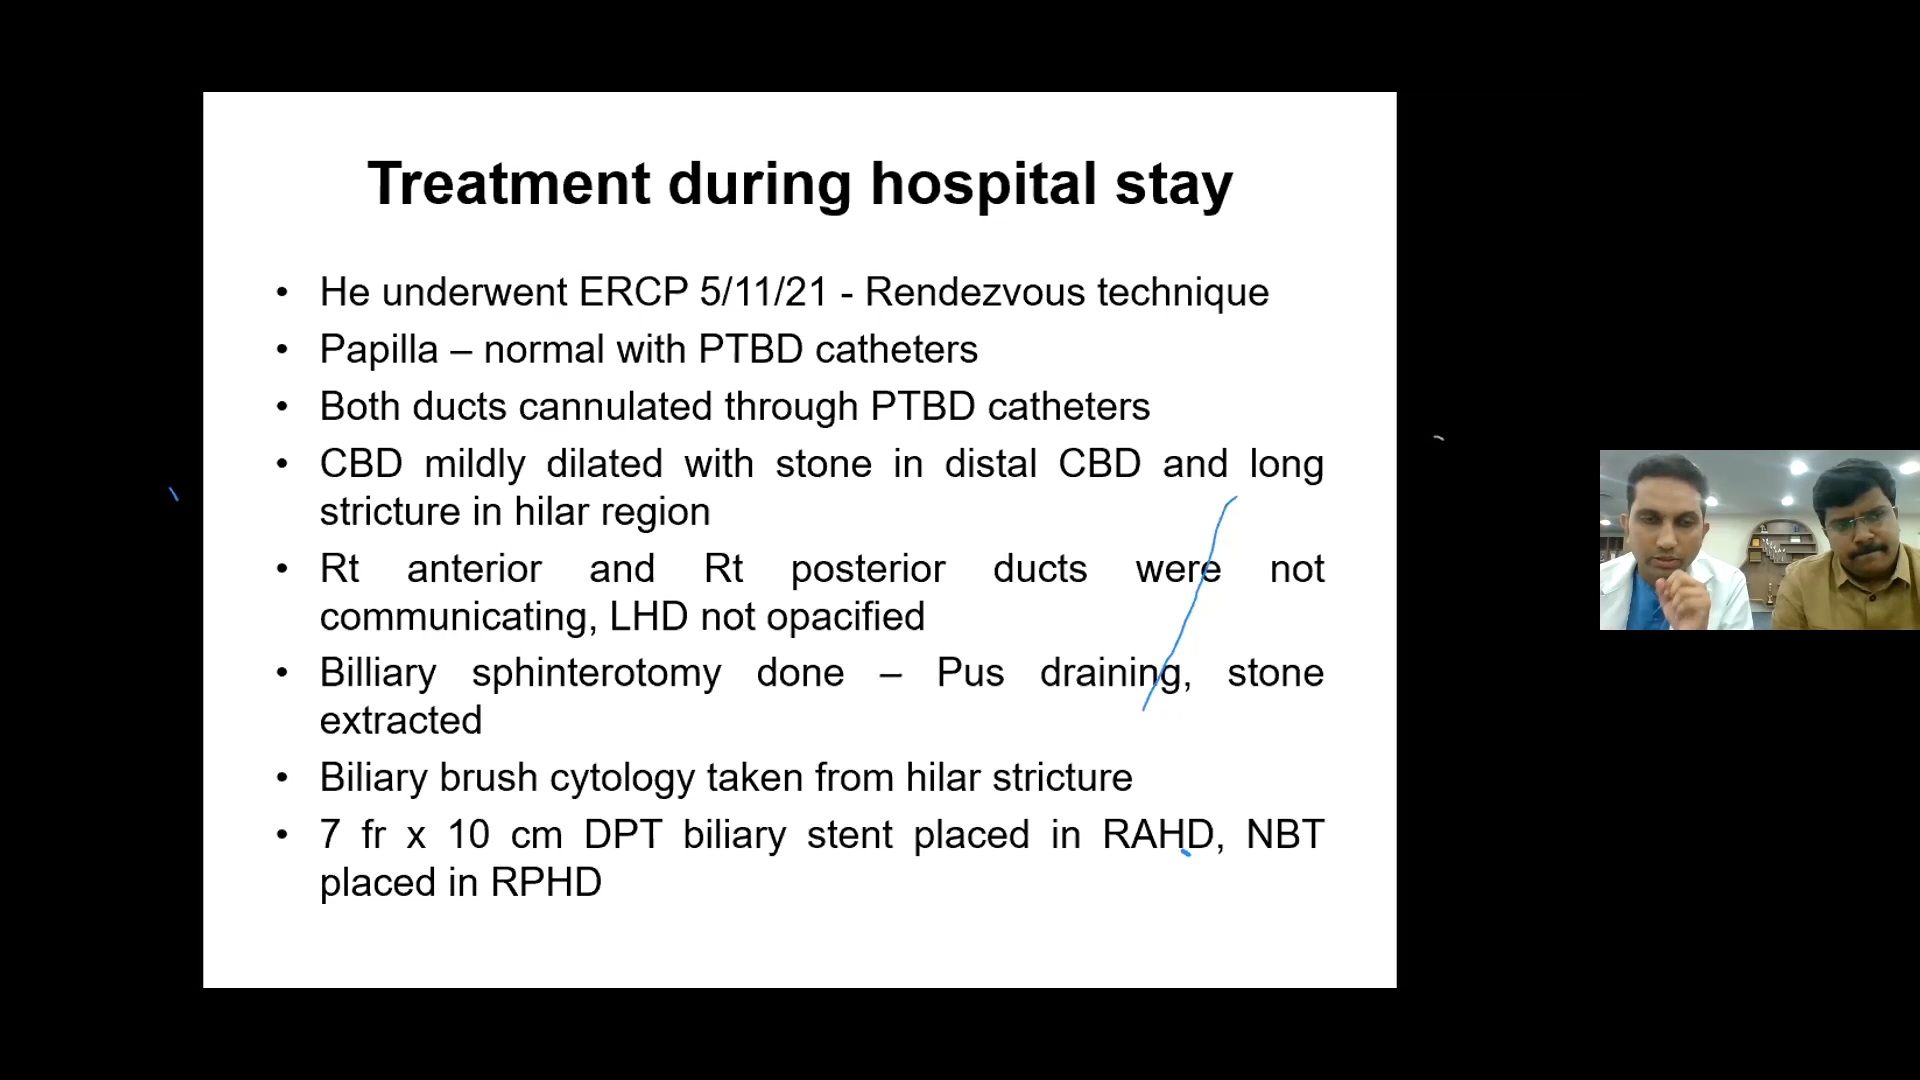 Treatment during hospital stay
• He underwent ERCP 5/11/21 - Rendezvous technique
• Papilla – normal with PTBD catheters
• Both ducts cannulated through PTBD catheters
• CBD mildly dilated with stone in distal CBD and long
stricture in hilar region
• Rt anterior and Rt posterior ducts were not
communicating, LHD not opacified
• Billiary sphinterotomy done – Pus draining, stone
extracted
• Biliary brush cytology taken from hilar stricture
• 7 fr x 10 cm DPT biliary stent placed in RAHD, NBT
placed in RPHD